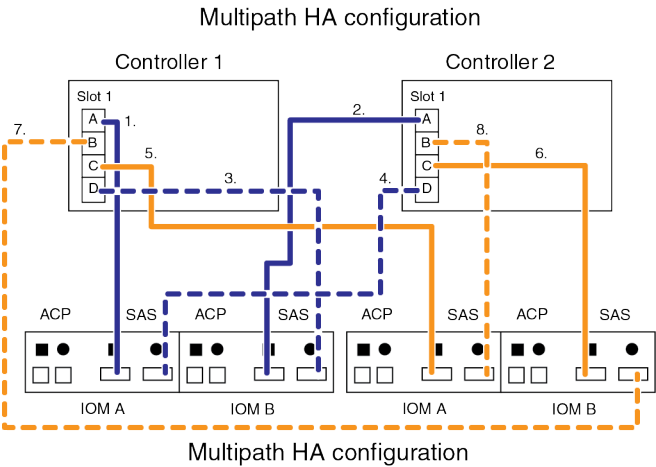 Multipath HA configuration
Controller 1
Controller 2
Slot 1
Slot 1
A
1.
2.
A
7.
B
B
8.
C
5.
C
6.
D
3.
4.
D
ACP
SAS
ACP
SAS
ACP
SAS
ACP
SAS
IOM A
IOM B
IOM A
IOM B
Multipath HA configuration